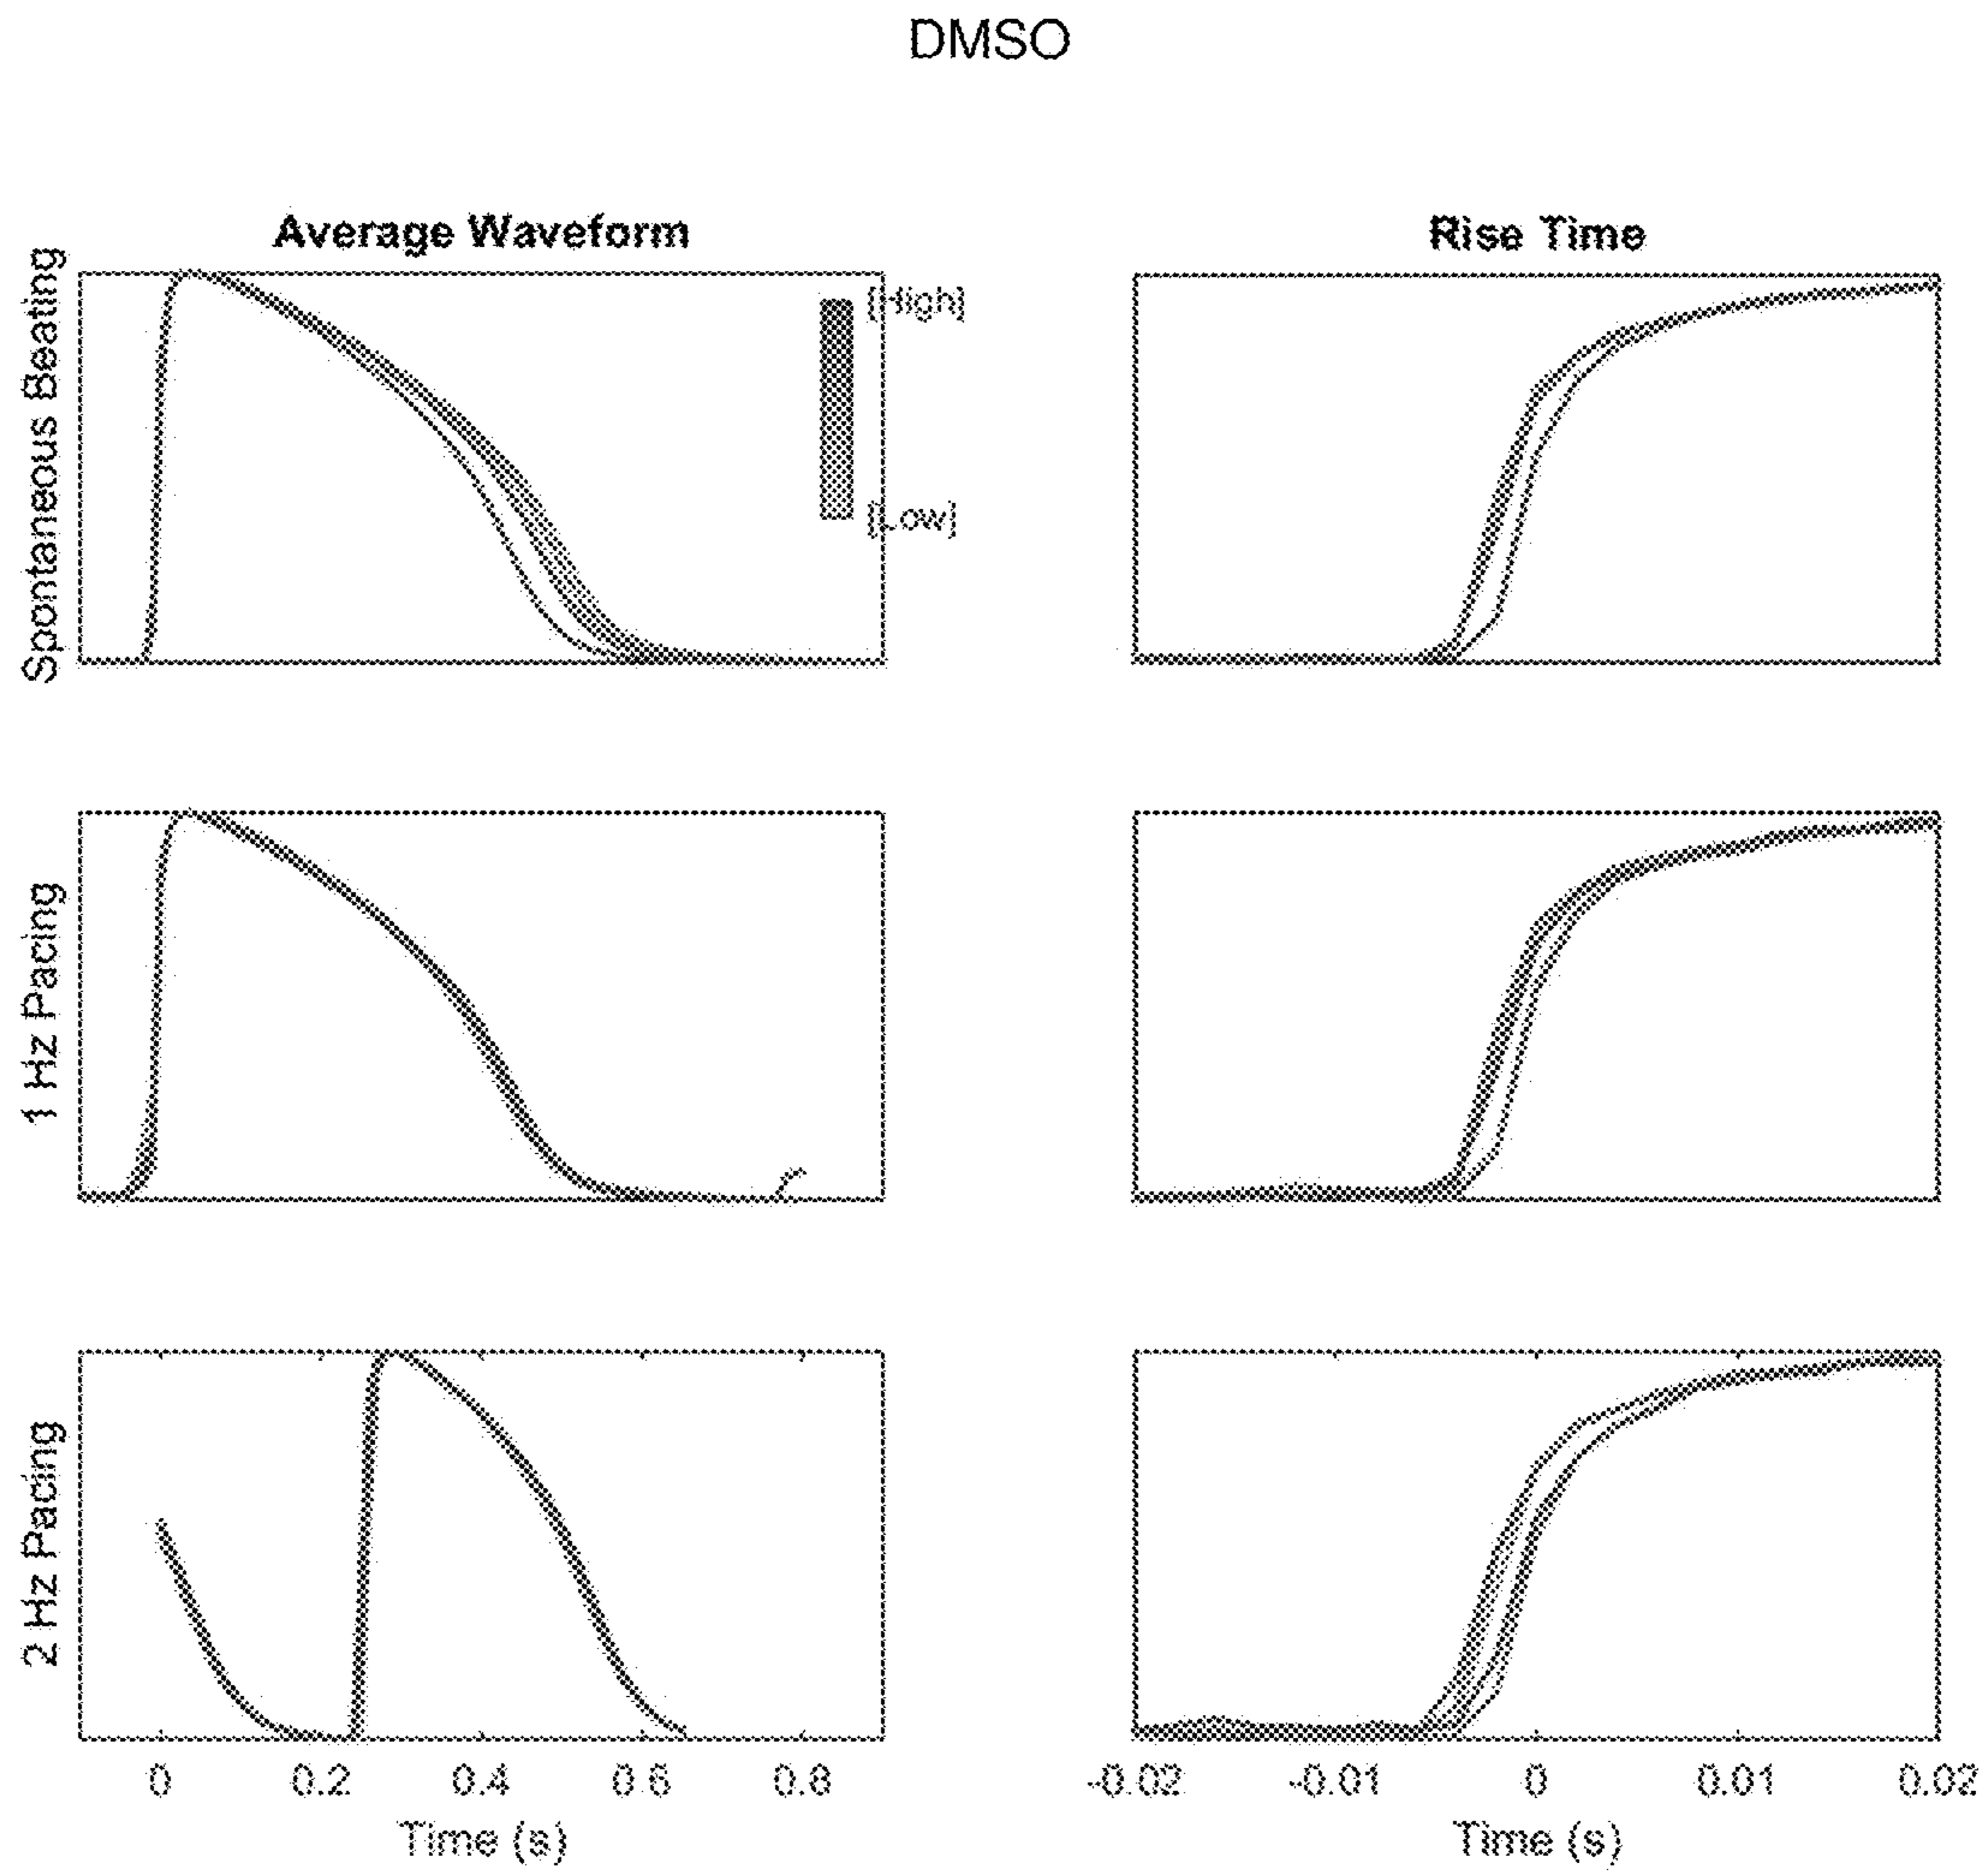 DMSO
Average Waveform
Rise Time
Spontaneous Beating
[High]
[Low]
1 Hz Pacing
2 Hz Pacing
0 0.2 0.4 0.6 0.8
Time (s)
-0.02 -0.01 0 0.01 0.02
Time (s)